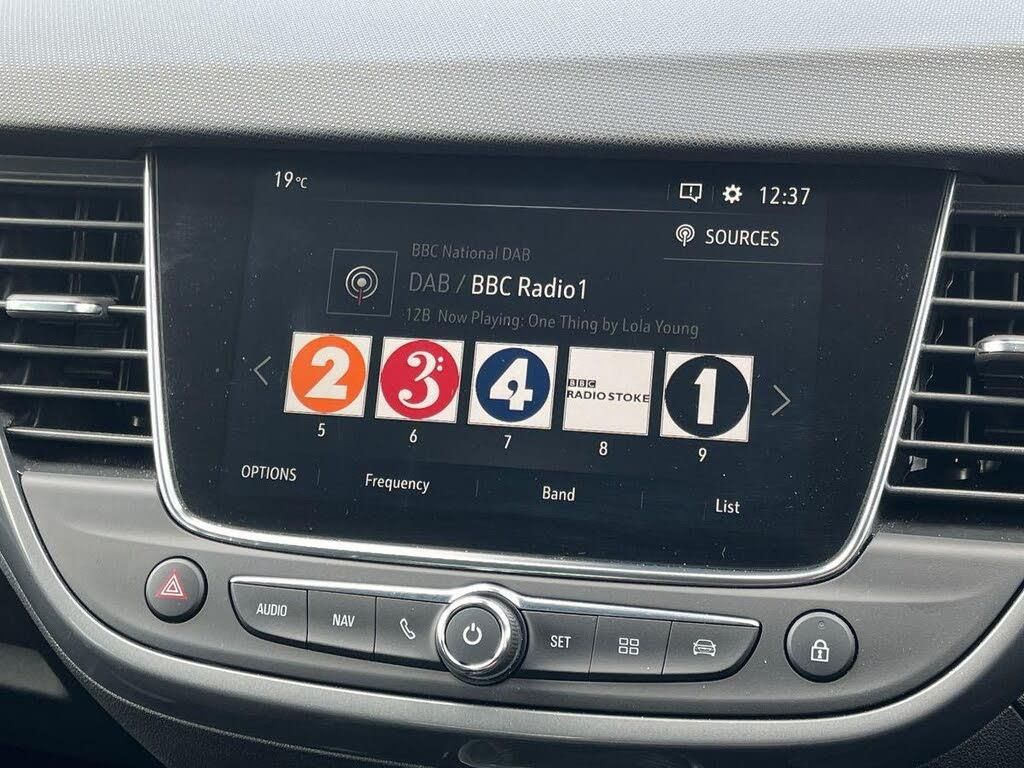 19°C
12:37
SOURCES
BBC National DAB
DAB / BBC Radio1
12B Now Playing: One Thing by Lola Young
2
3:
4
BBC
RADIO STOKE
1
5
6
7
8
9
OPTIONS
Frequency
Band
List
AUDIO
NAV
SET